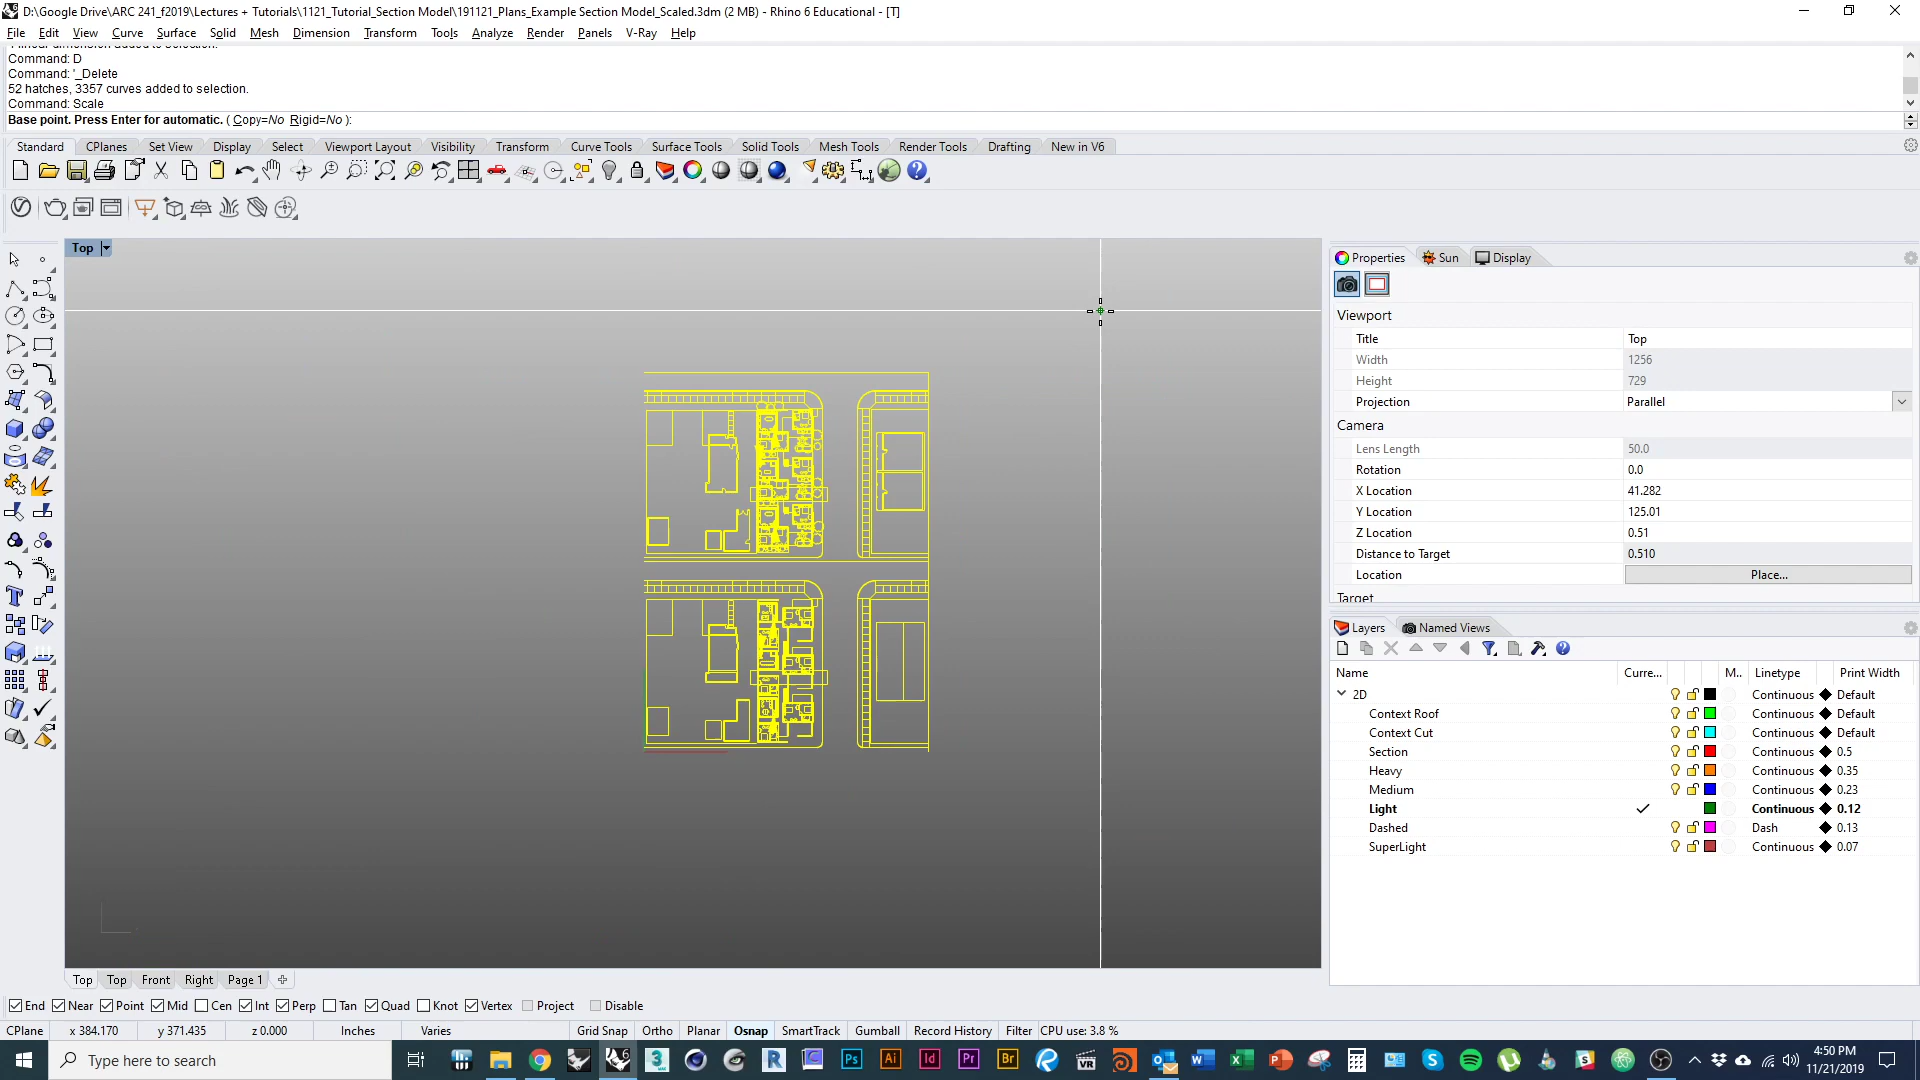 D:\Google Drive\ARC 241_f2019\Lectures + Tutorials\1121_Tutorial_Section Model\191121_Plans_Example Section Model_Scaled.3dm (2 MB) - Rhino 6 Educational - [T]
File Edit View Curve Surface Solid Mesh Dimension Transform Tools Analyze Render Panels V-Ray Help
Command: D
Command: '_Delete
52 hatches, 3357 curves added to selection.
Command: Scale
Base point. Press Enter for automatic. ( Copy=No Rigid=No ):
Standard CPlanes Set View Display Select Viewport Layout Visibility Transform Curve Tools Surface Tools Solid Tools Mesh Tools Render Tools Drafting New in V6
Top
Properties Sun Display
Viewport
Title Top
Width 1256
Height 729
Projection Parallel
Camera
Lens Length 50.0
Rotation 0.0
X Location 41.282
Y Location 125.01
Z Location 0.51
Distance to Target 0.510
Location Place...
Target
Layers Named Views
Name Curre... M.. Linetype Print Width
2D Continuous Default
Context Roof Continuous Default
Context Cut Continuous Default
Section Continuous 0.5
Heavy Continuous 0.35
Medium Continuous 0.23
Light Continuous 0.12
Dashed Dash 0.13
SuperLight Continuous 0.07
Top Top Front Right Page 1
End Near Point Mid Cen Int Perp Tan Quad Knot Vertex Project Disable
CPlane x 384.170 y 371.435 z 0.000 Inches Varies Grid Snap Ortho Planar Osnap SmartTrack Gumball Record History Filter CPU use: 3.8 %
Type here to search
4:50 PM
11/21/2019